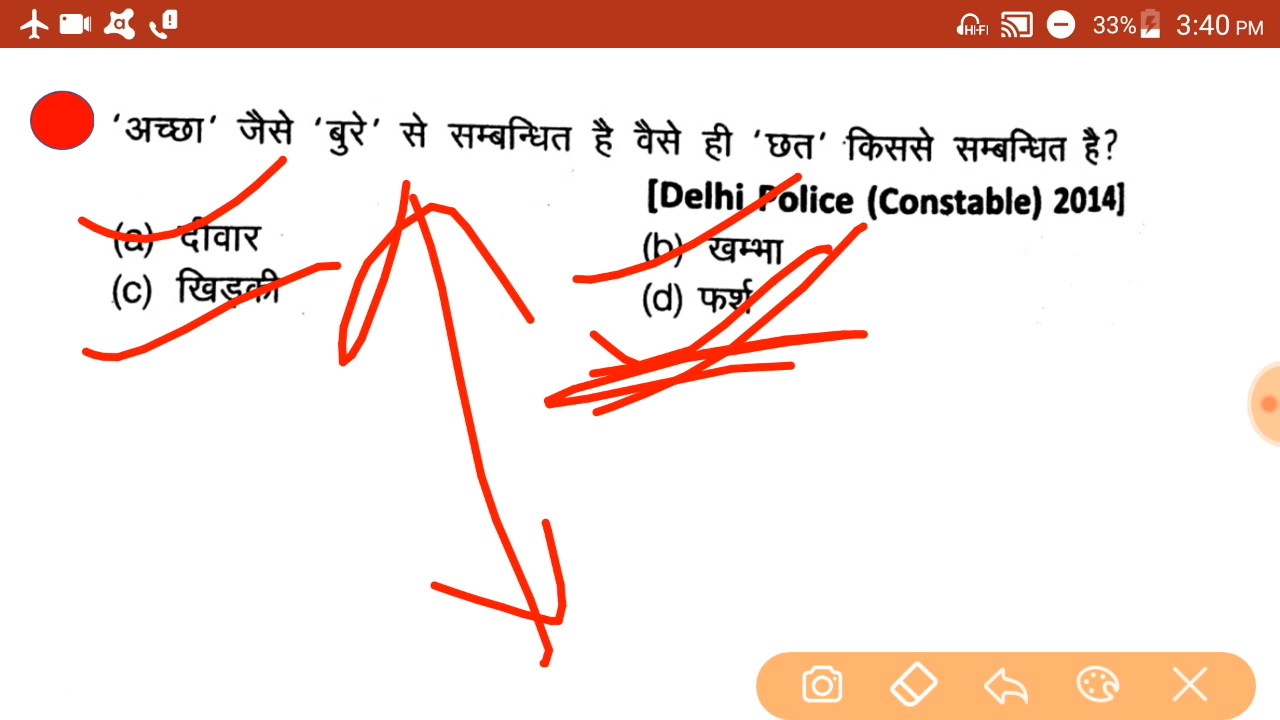 33% 3:40 PM
'अच्छा' जैसे 'बुरे' से सम्बन्धित है वैसे ही 'छत' किससे सम्बन्धित है?
[Delhi Police (Constable) 2014]
(a) दीवार (b) खम्भा
(c) खिड़की (d) फर्श